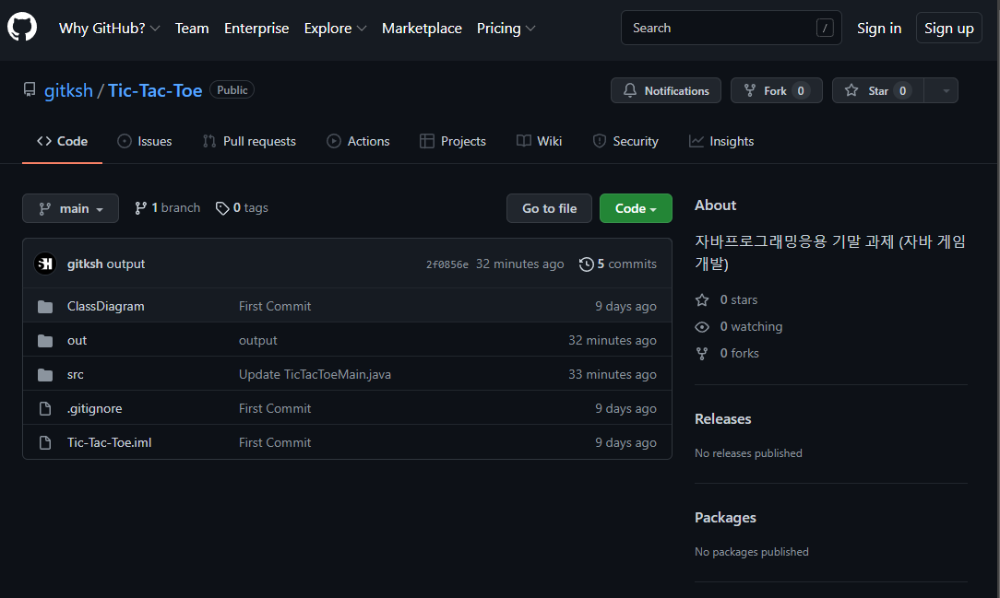 Why GitHub? Team Enterprise Explore Marketplace Pricing Search / Sign in Sign up
gitksh / Tic-Tac-Toe Public Notifications Fork 0 Star 0
Code Issues Pull requests Actions Projects Wiki Security Insights
main 1 branch 0 tags Go to file Code
gitksh output 2f0856e 32 minutes ago 5 commits
ClassDiagram First Commit 9 days ago
out output 32 minutes ago
src Update TicTacToeMain.java 33 minutes ago
.gitignore First Commit 9 days ago
Tic-Tac-Toe.iml First Commit 9 days ago
About
자바프로그래밍응용 기말 과제 (자바 게임
개발)
0 stars
0 watching
0 forks
Releases
No releases published
Packages
No packages published